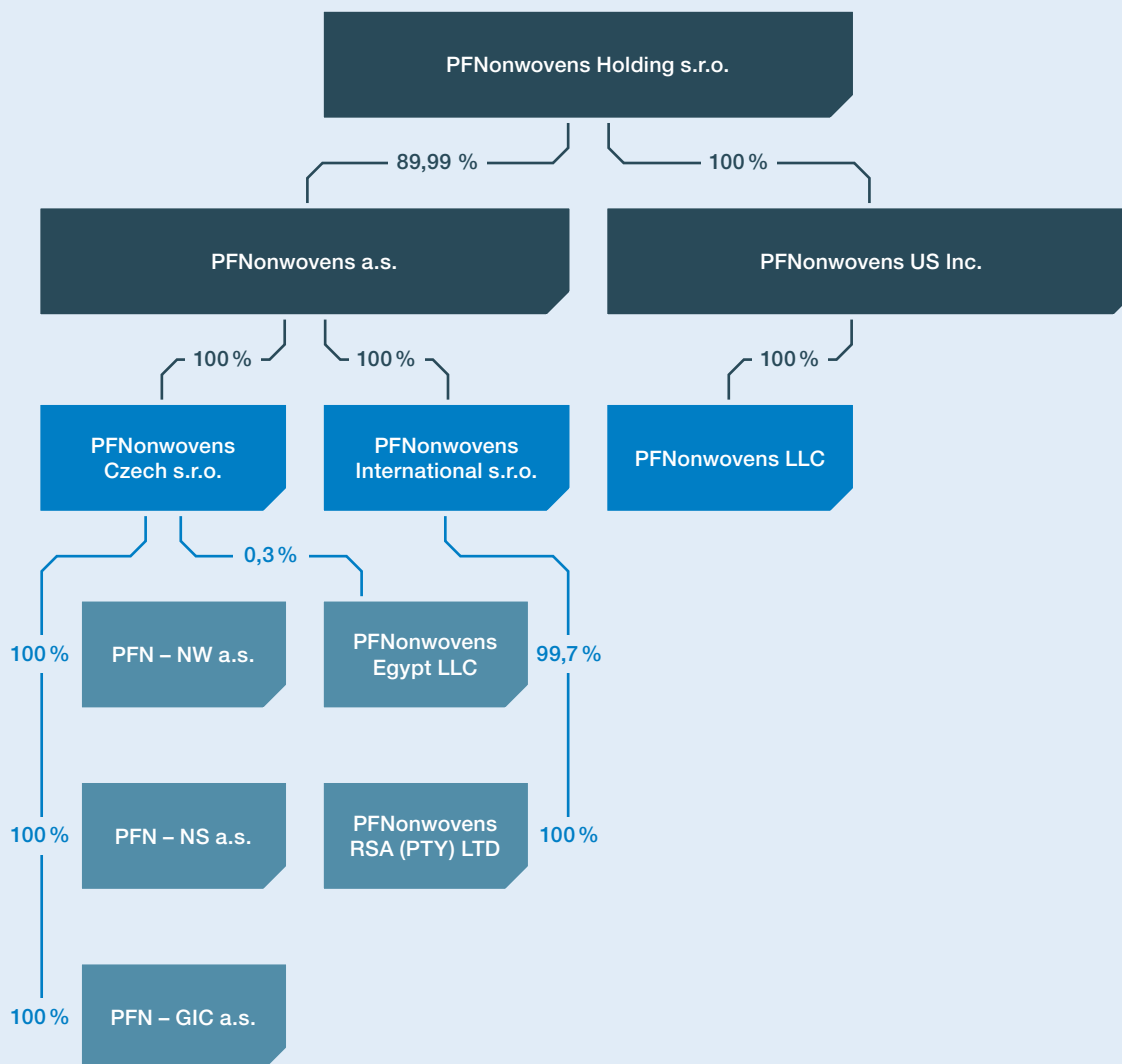 PFNonwovens Holding s.r.o.
89,99 %
100 %
PFNonwovens a.s.
PFNonwovens US Inc.
100 %
100 %
100 %
PFNonwovens
Czech s.r.o.
PFNonwovens
International s.r.o.
PFNonwovens LLC
0,3 %
100 %
PFN – NW a.s.
PFNonwovens
Egypt LLC
99,7 %
100 %
PFN – NS a.s.
PFNonwovens
RSA (PTY) LTD
100 %
100 %
PFN – GIC a.s.